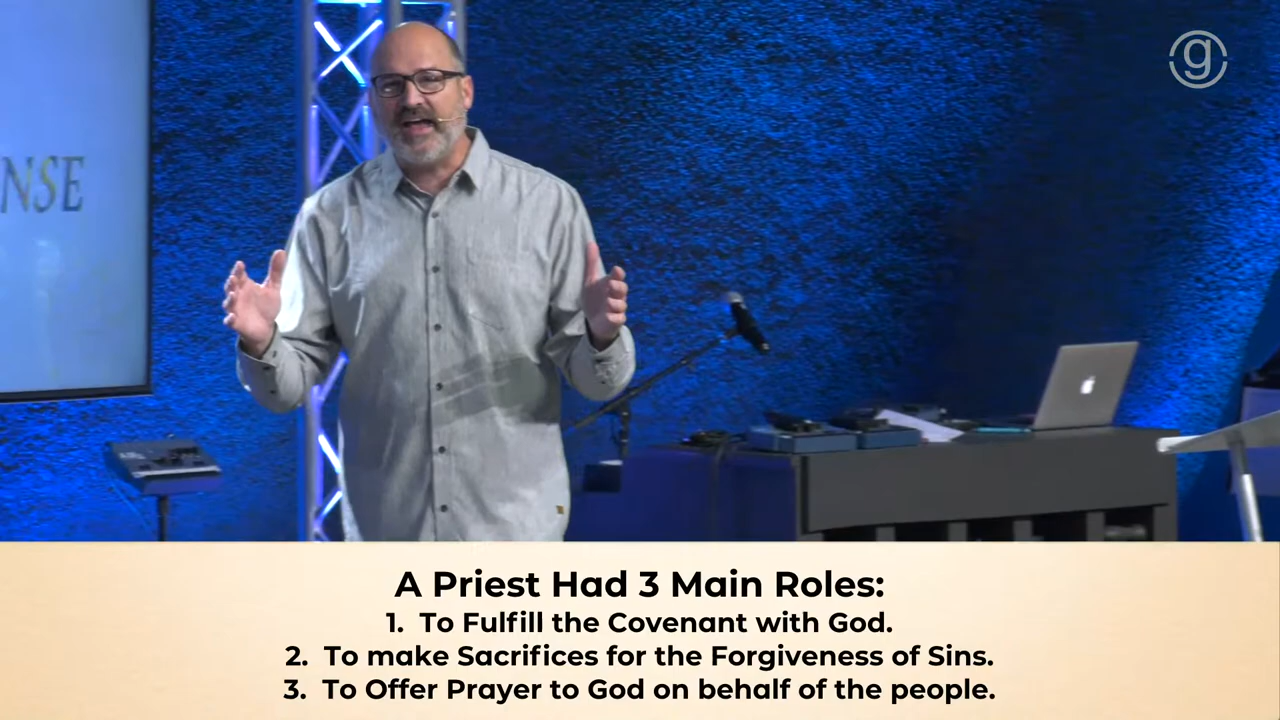 NSE
g
A Priest Had 3 Main Roles:
1. To Fulfill the Covenant with God.
2. To make Sacrifices for the Forgiveness of Sins.
3. To Offer Prayer to God on behalf of the people.